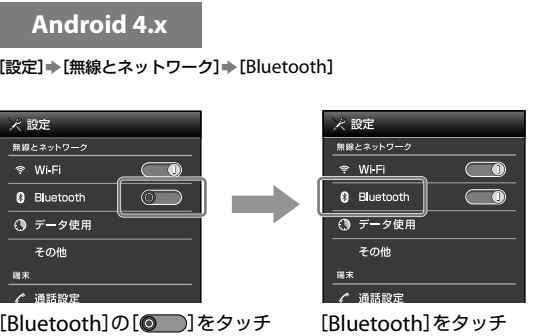 Android 4.x
[設定]➡[無線とネットワーク]➡[Bluetooth]
設定
無線とネットワーク
Wi-Fi
Bluetooth
データ使用
その他
端末
通話設定
[Bluetooth]の[ ]をタッチ
設定
無線とネットワーク
Wi-Fi
Bluetooth
データ使用
その他
端末
通話設定
[Bluetooth]をタッチ